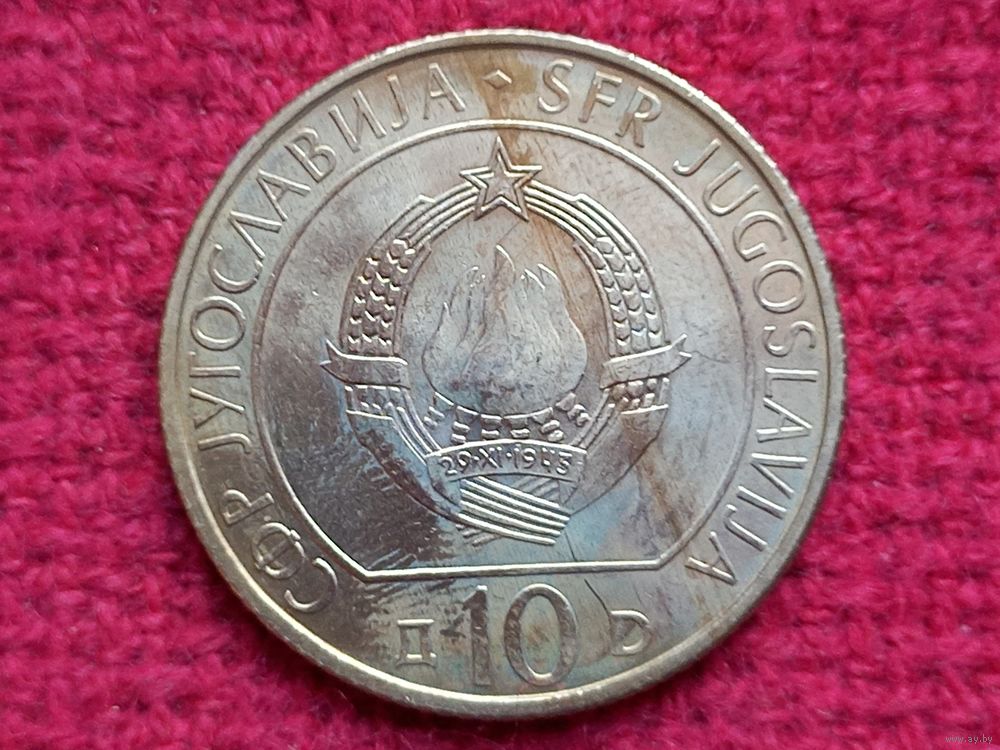 СФР ЈУГОСЛАВИЈА · SFR JUGOSLAVIJA
29·XI·1943
Д 10 D
www.ay.by